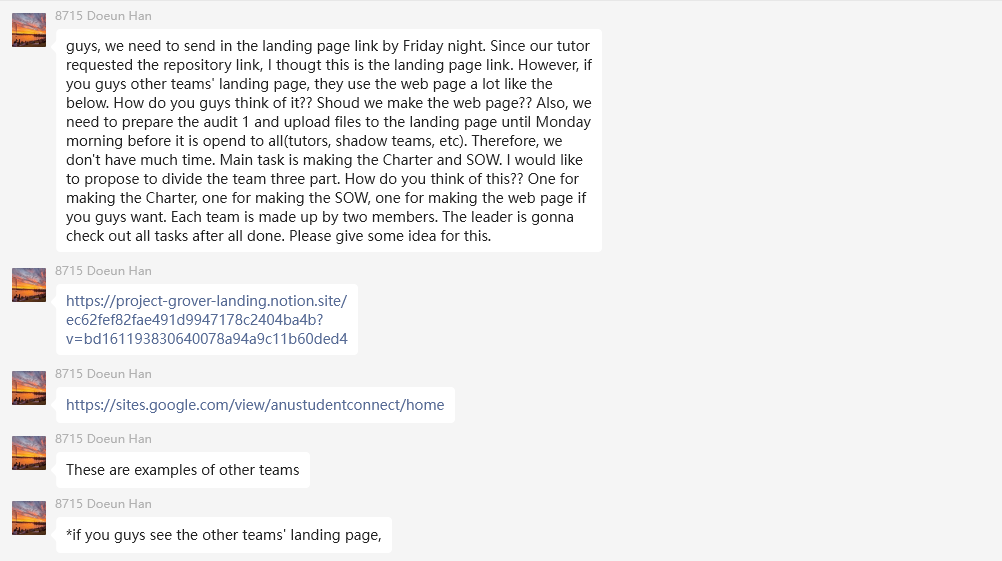 8715 Doeun Han
guys, we need to send in the landing page link by Friday night. Since our tutor
requested the repository link, I thougt this is the landing page link. However, if
you guys other teams' landing page, they use the web page a lot like the
below. How do you guys think of it?? Shoud we make the web page?? Also, we
need to prepare the audit 1 and upload files to the landing page until Monday
morning before it is opend to all(tutors, shadow teams, etc). Therefore, we
don't have much time. Main task is making the Charter and SOW. I would like
to propose to divide the team three part. How do you think of this?? One for
making the Charter, one for making the SOW, one for making the web page if
you guys want. Each team is made up by two members. The leader is gonna
check out all tasks after all done. Please give some idea for this.
8715 Doeun Han
https://project-grover-landing.notion.site/
ec62fef82fae491d9947178c2404ba4b?
v=bd161193830640078a94a9c11b60ded4
8715 Doeun Han
https://sites.google.com/view/anustudentconnect/home
8715 Doeun Han
These are examples of other teams
8715 Doeun Han
*if you guys see the other teams' landing page,